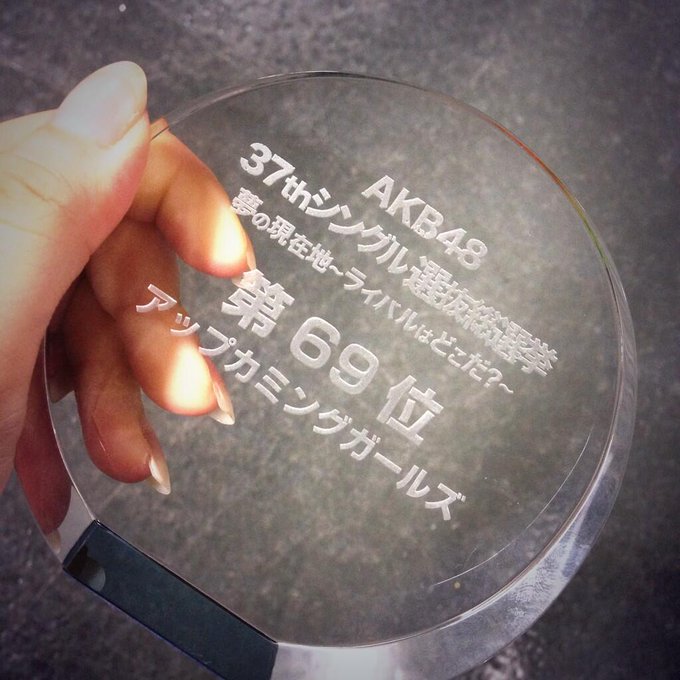 AKB48
37thシングル 選抜総選挙
夢の現在地~ライバルはどこだ?~
第69位
アップカミングガールズ